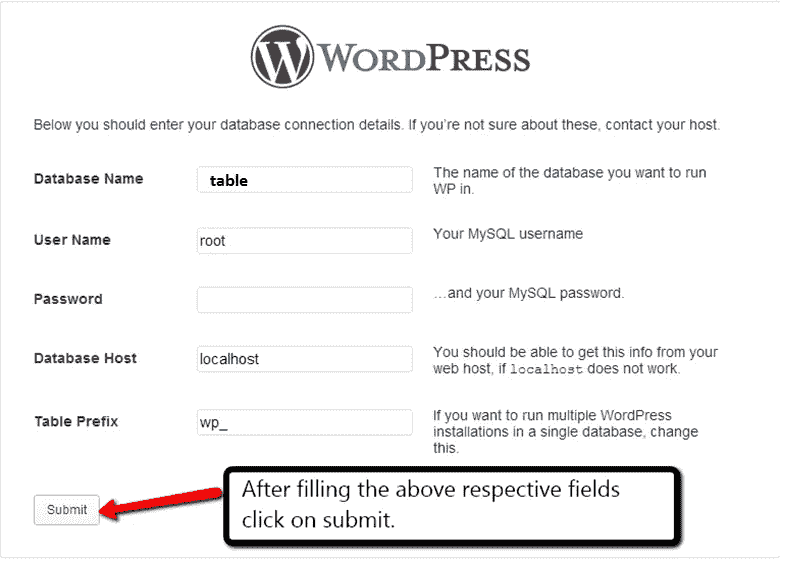 WORDPRESS
Below you should enter your database connection details. If you're not sure about these, contact your host.
Database Name
table
The name of the database you want to run
WP in.
User Name
root
Your MySQL username
Password
…and your MySQL password.
Database Host
localhost
You should be able to get this info from your
web host, if localhost does not work.
Table Prefix
wp_
If you want to run multiple WordPress
installations in a single database, change
this.
Submit
After filling the above respective fields
click on submit.